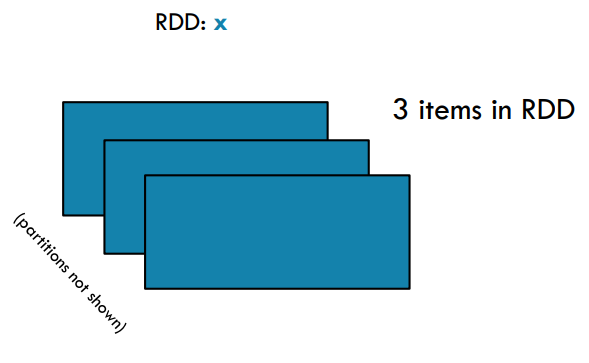 RDD: x
3 items in RDD
(partitions not shown)